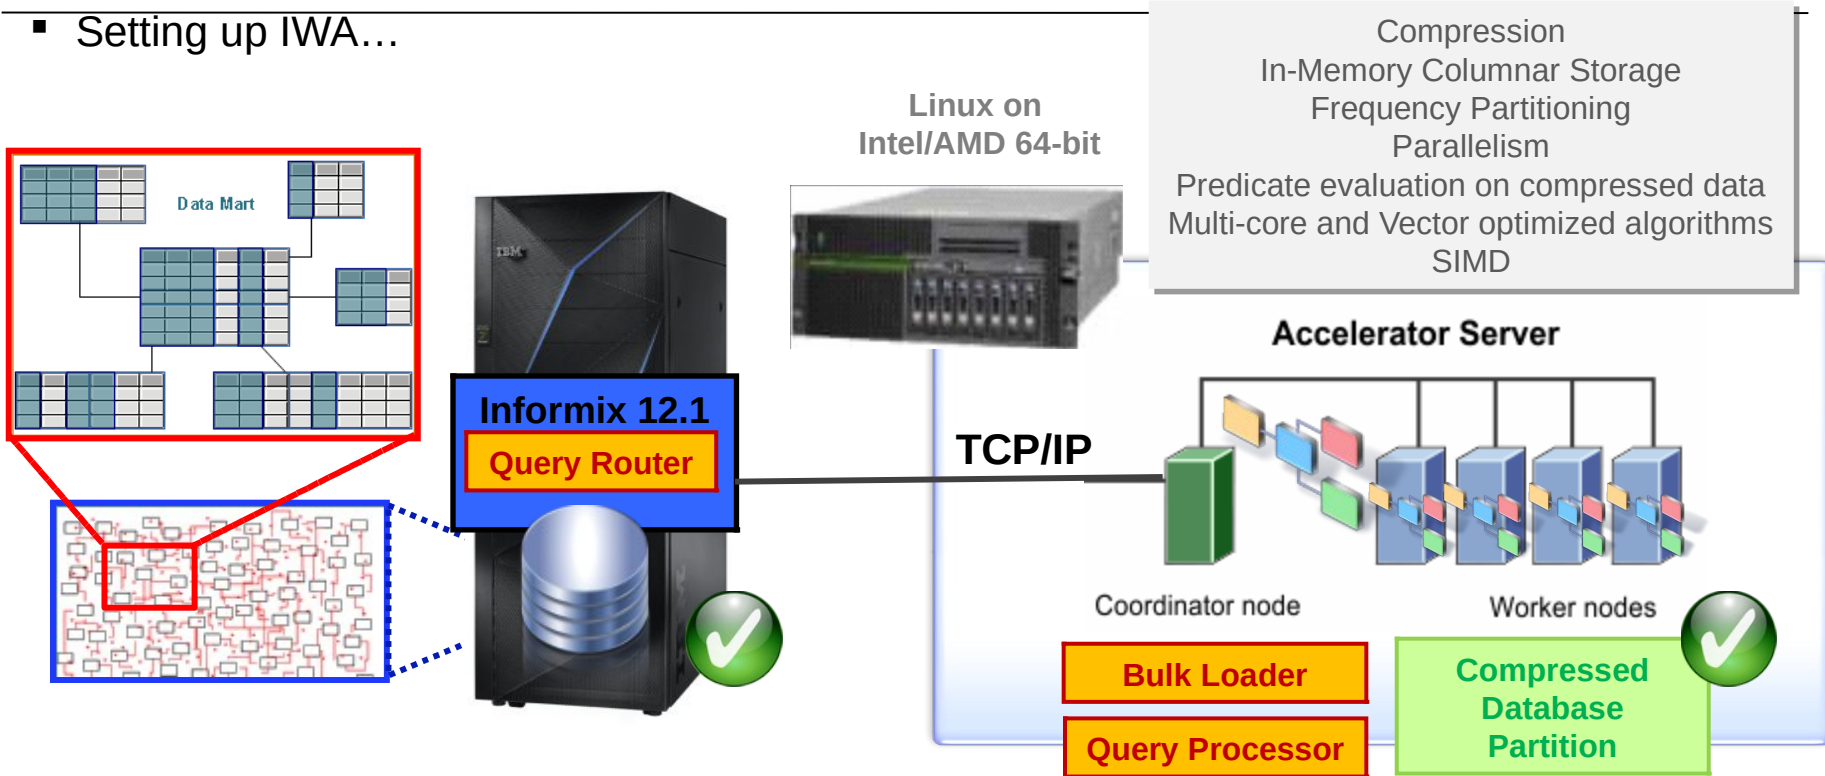 Setting up IWA…
Compression
In-Memory Columnar Storage
Frequency Partitioning
Parallelism
Predicate evaluation on compressed data
Multi-core and Vector optimized algorithms
SIMD
Linux on
Intel/AMD 64-bit
Data Mart
IBM
Accelerator Server
Informix 12.1
Query Router
TCP/IP
Coordinator node
Worker nodes
Bulk Loader
Query Processor
Compressed
Database
Partition